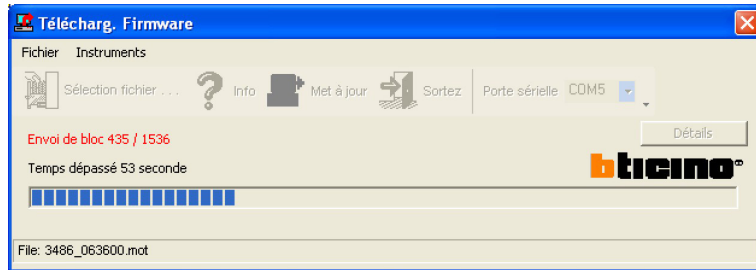 Télécharg. Firmware
Fichier Instruments
Sélection fichier . . . Info Met à jour Sortez Porte sérielle COM5
Envoi de bloc 435 / 1536
Détails
Temps dépassé 53 seconde
bticino
File: 3486_063600.mot